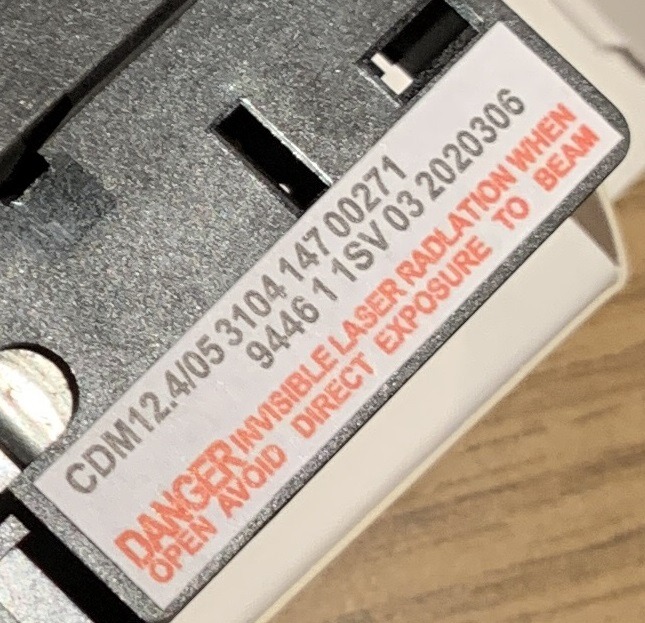 CDM12.4/05 3104 147 00271
9446 1 1SV 03 2020306
DANGER INVISIBLE LASER RADLATION WHEN
OPEN AVOID DIRECT EXPOSURE TO BEAM